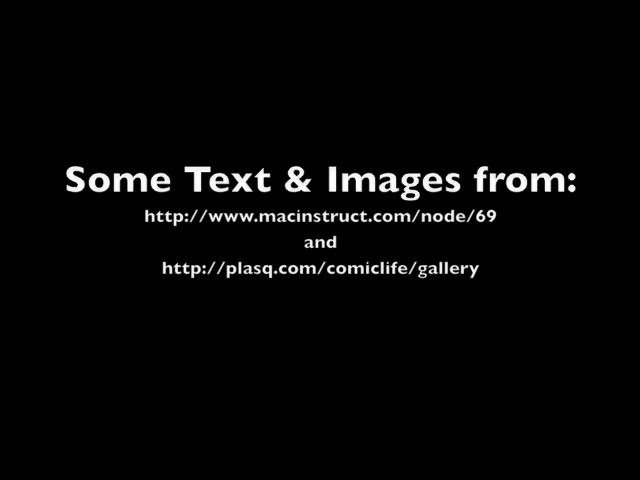 Some Text & Images from:
http://www.macinstruct.com/node/69
and
http://plasq.com/comiclife/gallery